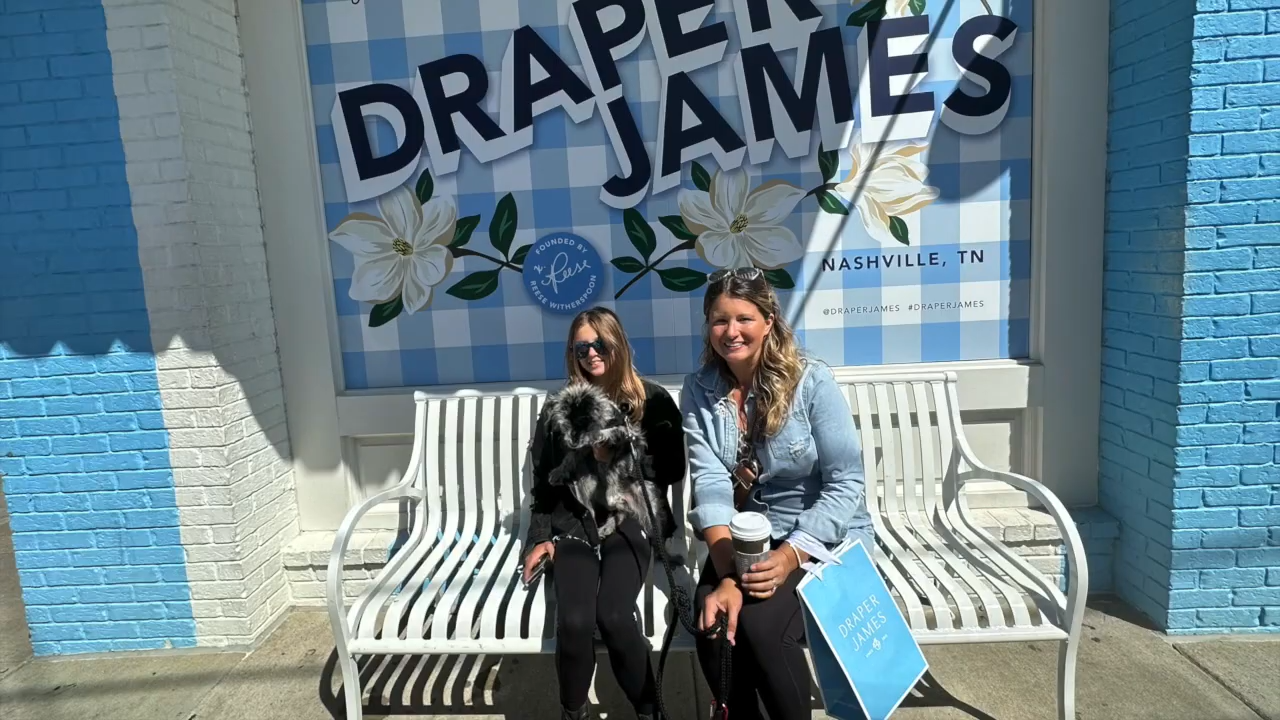 DRAPER
JAMES
FOUNDED BY
x Reese
REESE WITHERSPOON
NASHVILLE, TN
@DRAPERJAMES #DRAPERJAMES
DRAPER
JAMES